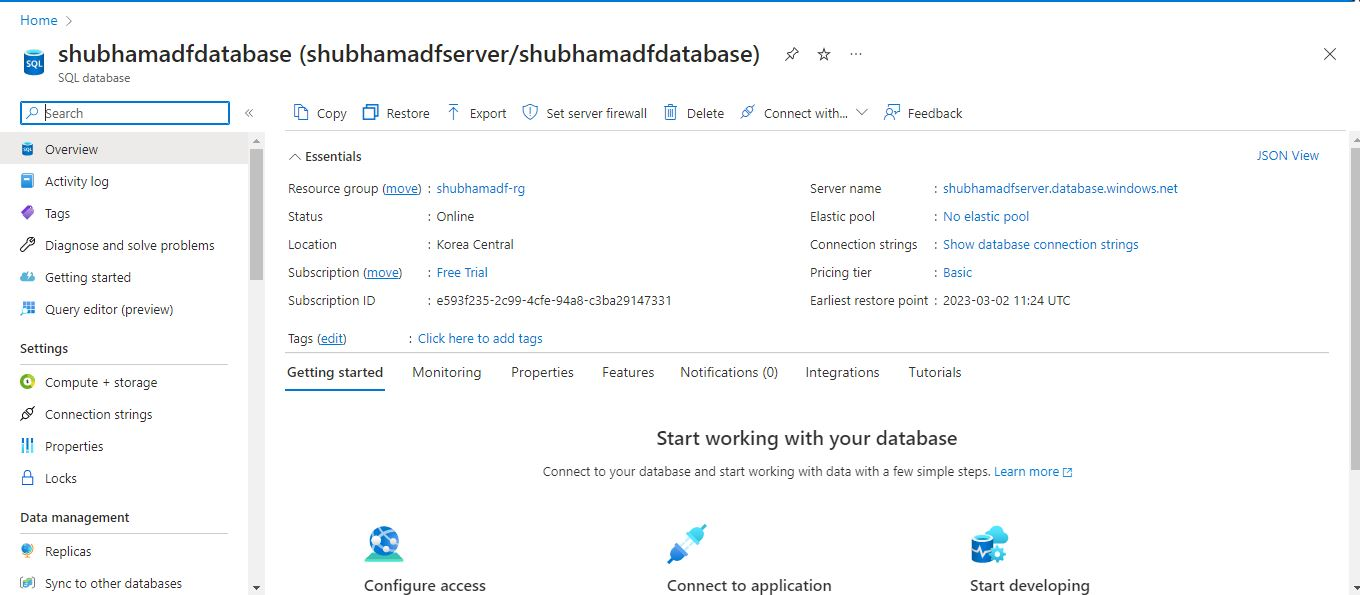 Home
shubhamadfdatabase (shubhamadfserver/shubhamadfdatabase)
SQL
SQL database
Search
Copy Restore Export Set server firewall Delete Connect with... Feedback
Overview
Activity log
Tags
Diagnose and solve problems
Getting started
Query editor (preview)
Settings
Compute + storage
Connection strings
Properties
Locks
Data management
Replicas
Sync to other databases
Essentials
JSON View
Resource group (move) : shubhamadf-rg
Status : Online
Location : Korea Central
Subscription (move) : Free Trial
Subscription ID : e593f235-2c99-4cfe-94a8-c3ba29147331
Server name : shubhamadfserver.database.windows.net
Elastic pool : No elastic pool
Connection strings : Show database connection strings
Pricing tier : Basic
Earliest restore point : 2023-03-02 11:24 UTC
Tags (edit) : Click here to add tags
Getting started Monitoring Properties Features Notifications (0) Integrations Tutorials
Start working with your database
Connect to your database and start working with data with a few simple steps. Learn more
Configure access Connect to application Start developing